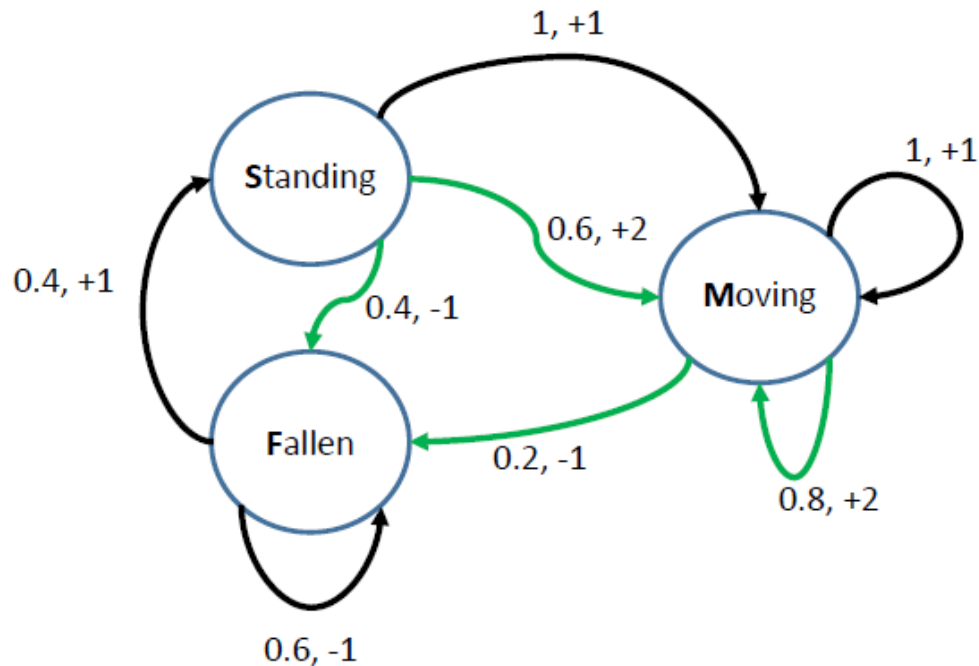 1, +1
Standing
1, +1
0.6, +2
0.4, +1
0.4, -1
Moving
Fallen
0.2, -1
0.8, +2
0.6, -1